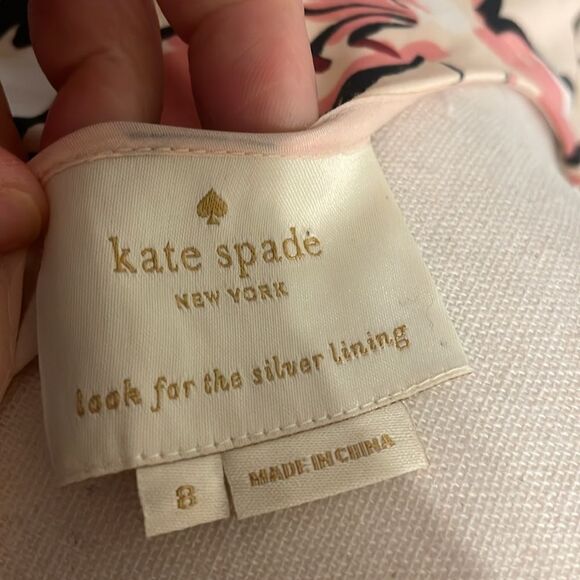 kate spade
NEW YORK
look for the silver lining
8
MADE IN CHINA